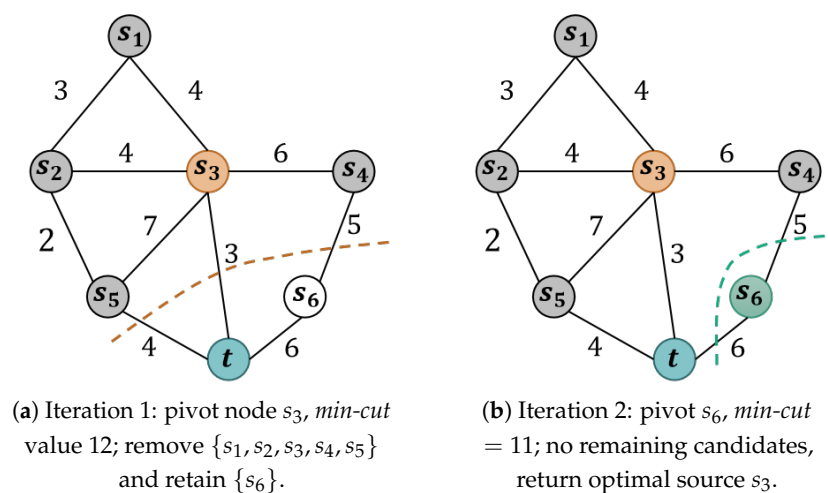 s₁
3
4
s₂
4
s₃
6
s₄
2
7
3
5
s₅
s₆
4
t
6
(a) Iteration 1: pivot node s₃, min-cut
value 12; remove {s₁, s₂, s₃, s₄, s₅}
and retain {s₆}.
s₁
3
4
s₂
4
s₃
6
s₄
2
7
3
5
s₅
s₆
4
t
6
(b) Iteration 2: pivot s₆, min-cut
= 11; no remaining candidates,
return optimal source s₃.